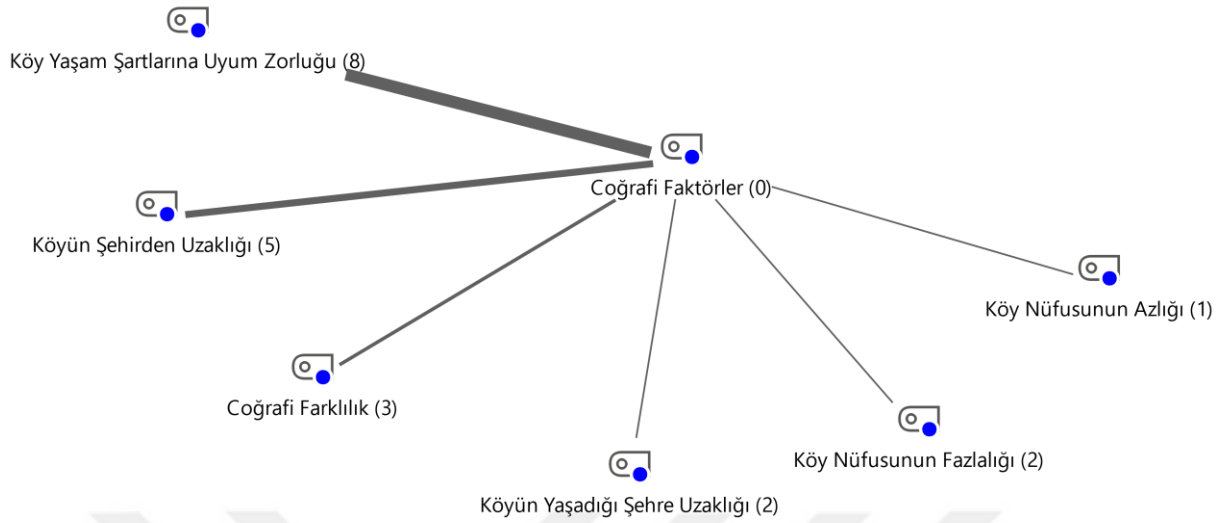 Köy Yaşam Şartlarına Uyum Zorluğu (8)
Coğrafi Faktörler (0)
Köyün Şehirden Uzaklığı (5)
Köy Nüfusunun Azlığı (1)
Coğrafi Farklılık (3)
Köy Nüfusunun Fazlalığı (2)
Köyün Yaşadığı Şehre Uzaklığı (2)